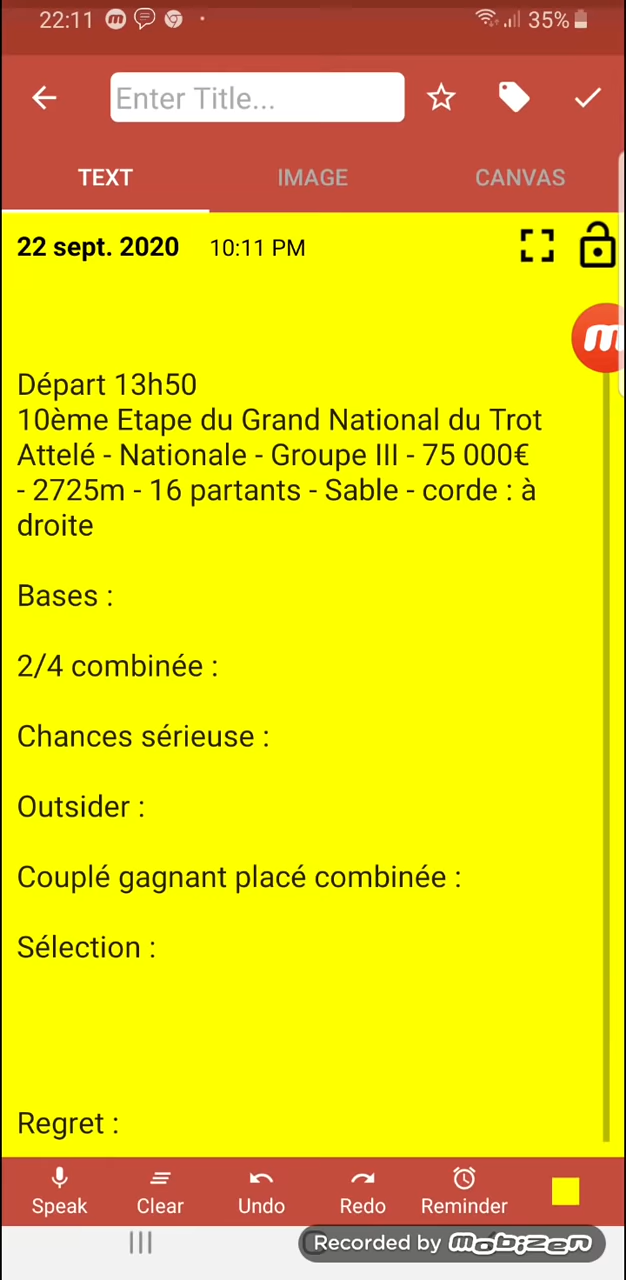 22:11 35%
Enter Title...
TEXT IMAGE CANVAS
22 sept. 2020 10:11 PM
Départ 13h50
10ème Etape du Grand National du Trot
Attelé - Nationale - Groupe III - 75 000€
- 2725m - 16 partants - Sable - corde : à
droite
Bases :
2/4 combinée :
Chances sérieuse :
Outsider :
Couplé gagnant placé combinée :
Sélection :
Regret :
Speak Clear Undo Redo Reminder
Recorded by mobizen